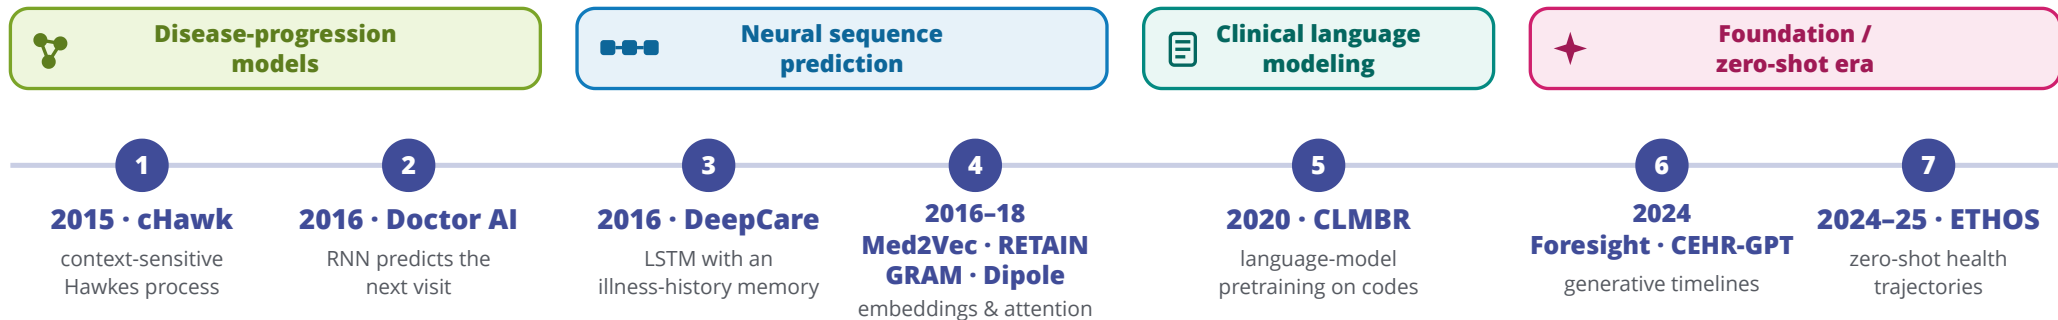 Disease-progression
models
Neural sequence
prediction
Clinical language
modeling
Foundation /
zero-shot era
1
2015 · cHawk
context-sensitive
Hawkes process
2
2016 · Doctor AI
RNN predicts the
next visit
3
2016 · DeepCare
LSTM with an
illness-history memory
4
2016–18
Med2Vec · RETAIN
GRAM · Dipole
embeddings & attention
5
2020 · CLMBR
language-model
pretraining on codes
6
2024
Foresight · CEHR-GPT
generative timelines
7
2024–25 · ETHOS
zero-shot health
trajectories